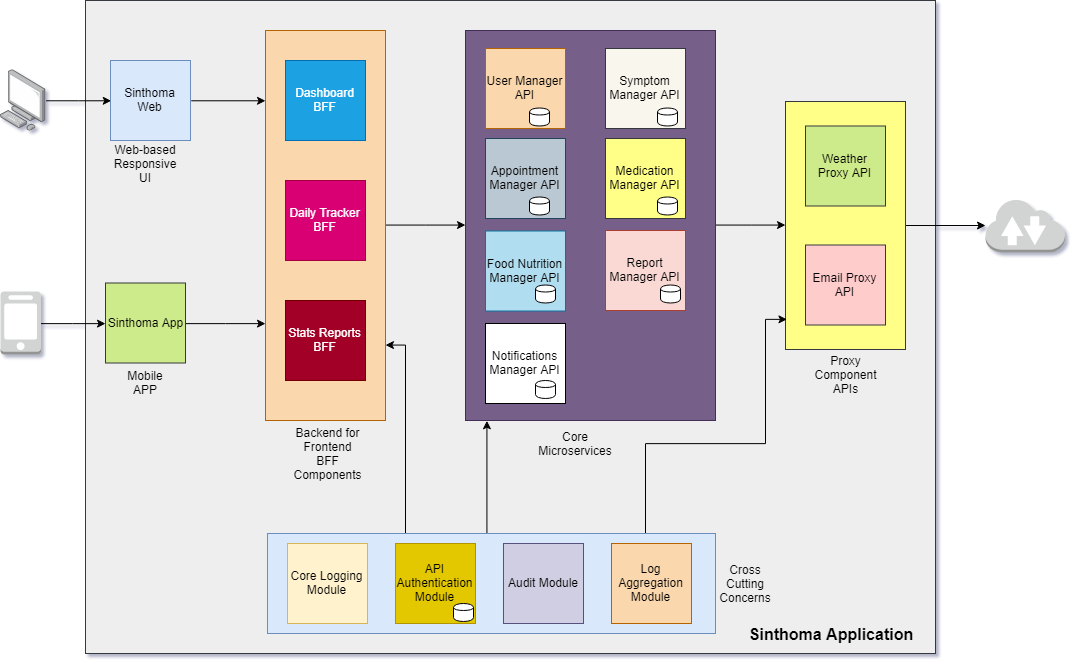 Sinthoma
Web
Web-based
Responsive
UI
Sinthoma App
Mobile
APP
Dashboard
BFF
Daily Tracker
BFF
Stats Reports
BFF
Backend for
Frontend
BFF
Components
User Manager
API
Symptom
Manager API
Appointment
Manager API
Medication
Manager API
Food Nutrition
Manager API
Report
Manager API
Notifications
Manager API
Core
Microservices
Weather
Proxy API
Email Proxy
API
Proxy
Component
APIs
Core Logging
Module
API
Authentication
Module
Audit Module
Log
Aggregation
Module
Cross
Cutting
Concerns
Sinthoma Application